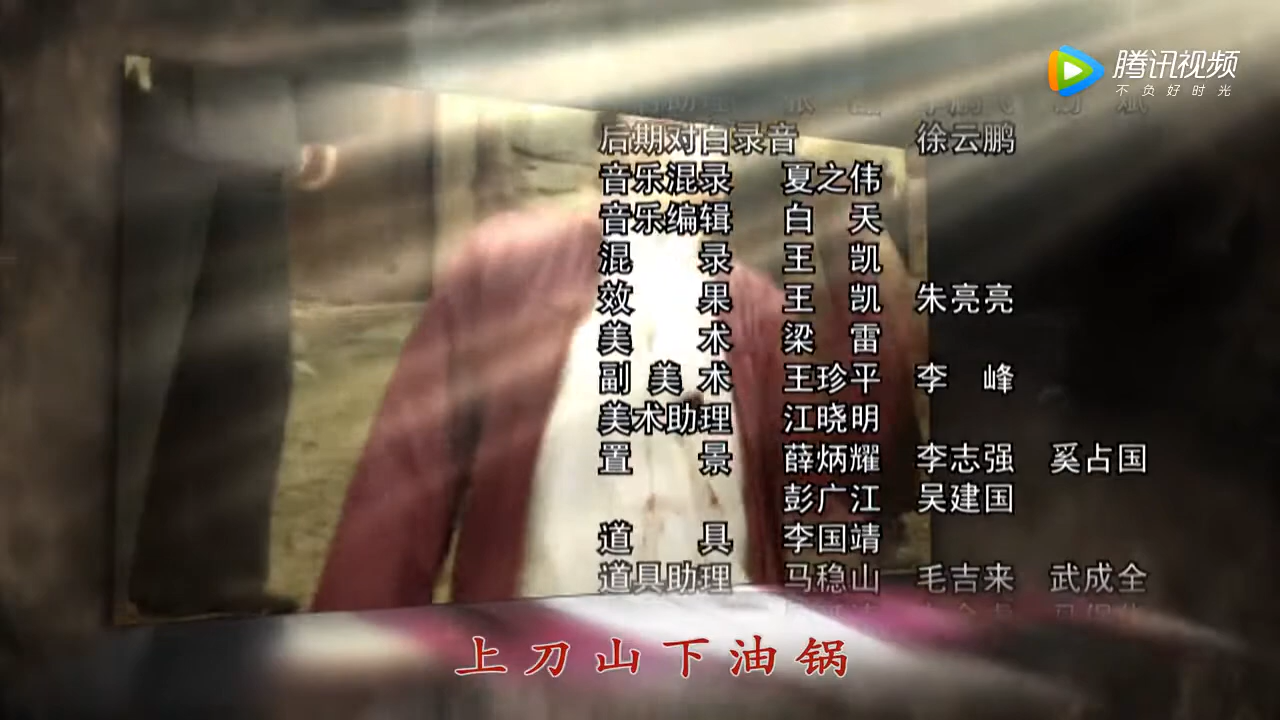 腾讯视频
不负好时光
后期对白录音 徐云鹏
音乐混录 夏之伟
音乐编辑 白天
混录 王凯
效果 王凯 朱亮亮
美术 梁雷
副美术 王珍平 李峰
美术助理 江晓明
置景 薛炳耀 李志强 奚占国
彭广江 吴建国
道具 李国靖
道具助理 马稳山 毛吉来 武成全
上刀山下油锅